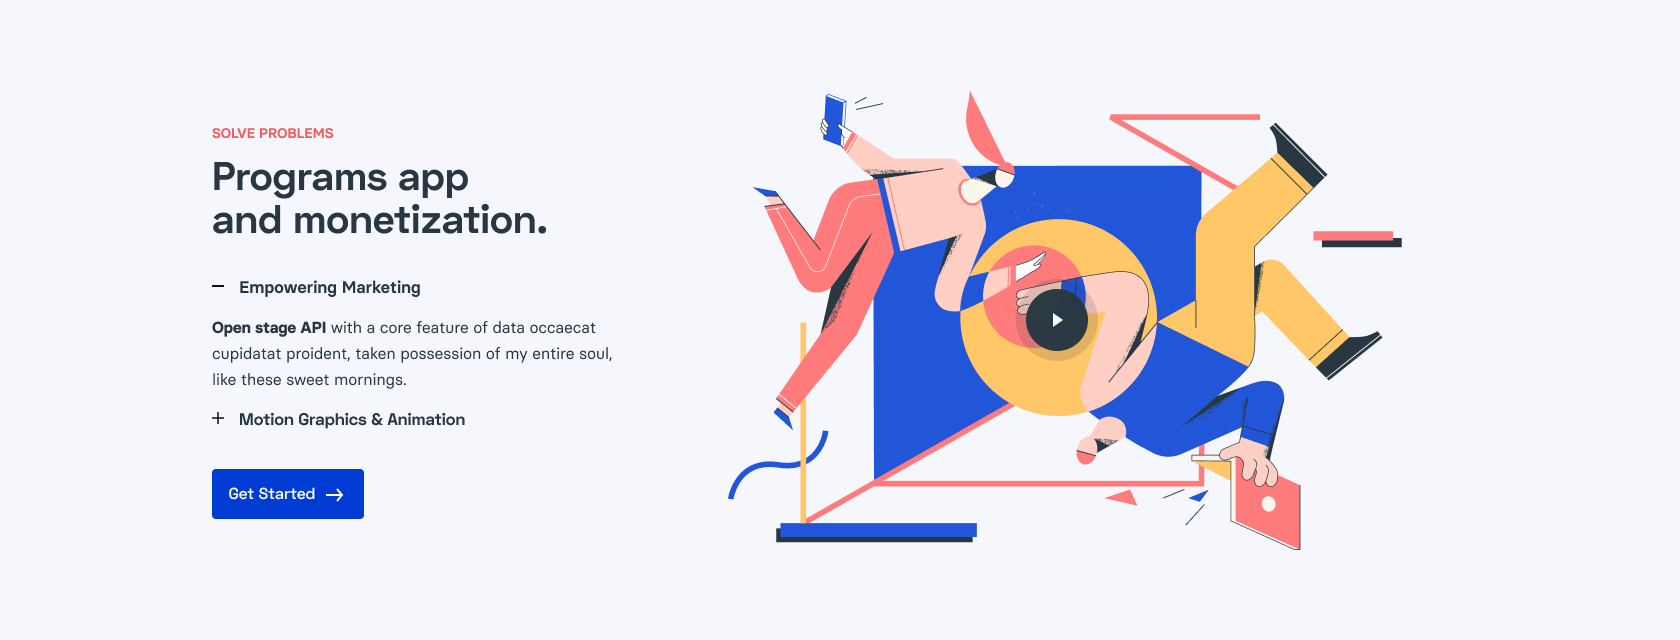 SOLVE PROBLEMS
Programs app
and monetization.
Empowering Marketing
Open stage API with a core feature of data occaecat
cupidatat proident, taken possession of my entire soul,
like these sweet mornings.
Motion Graphics & Animation
Get Started